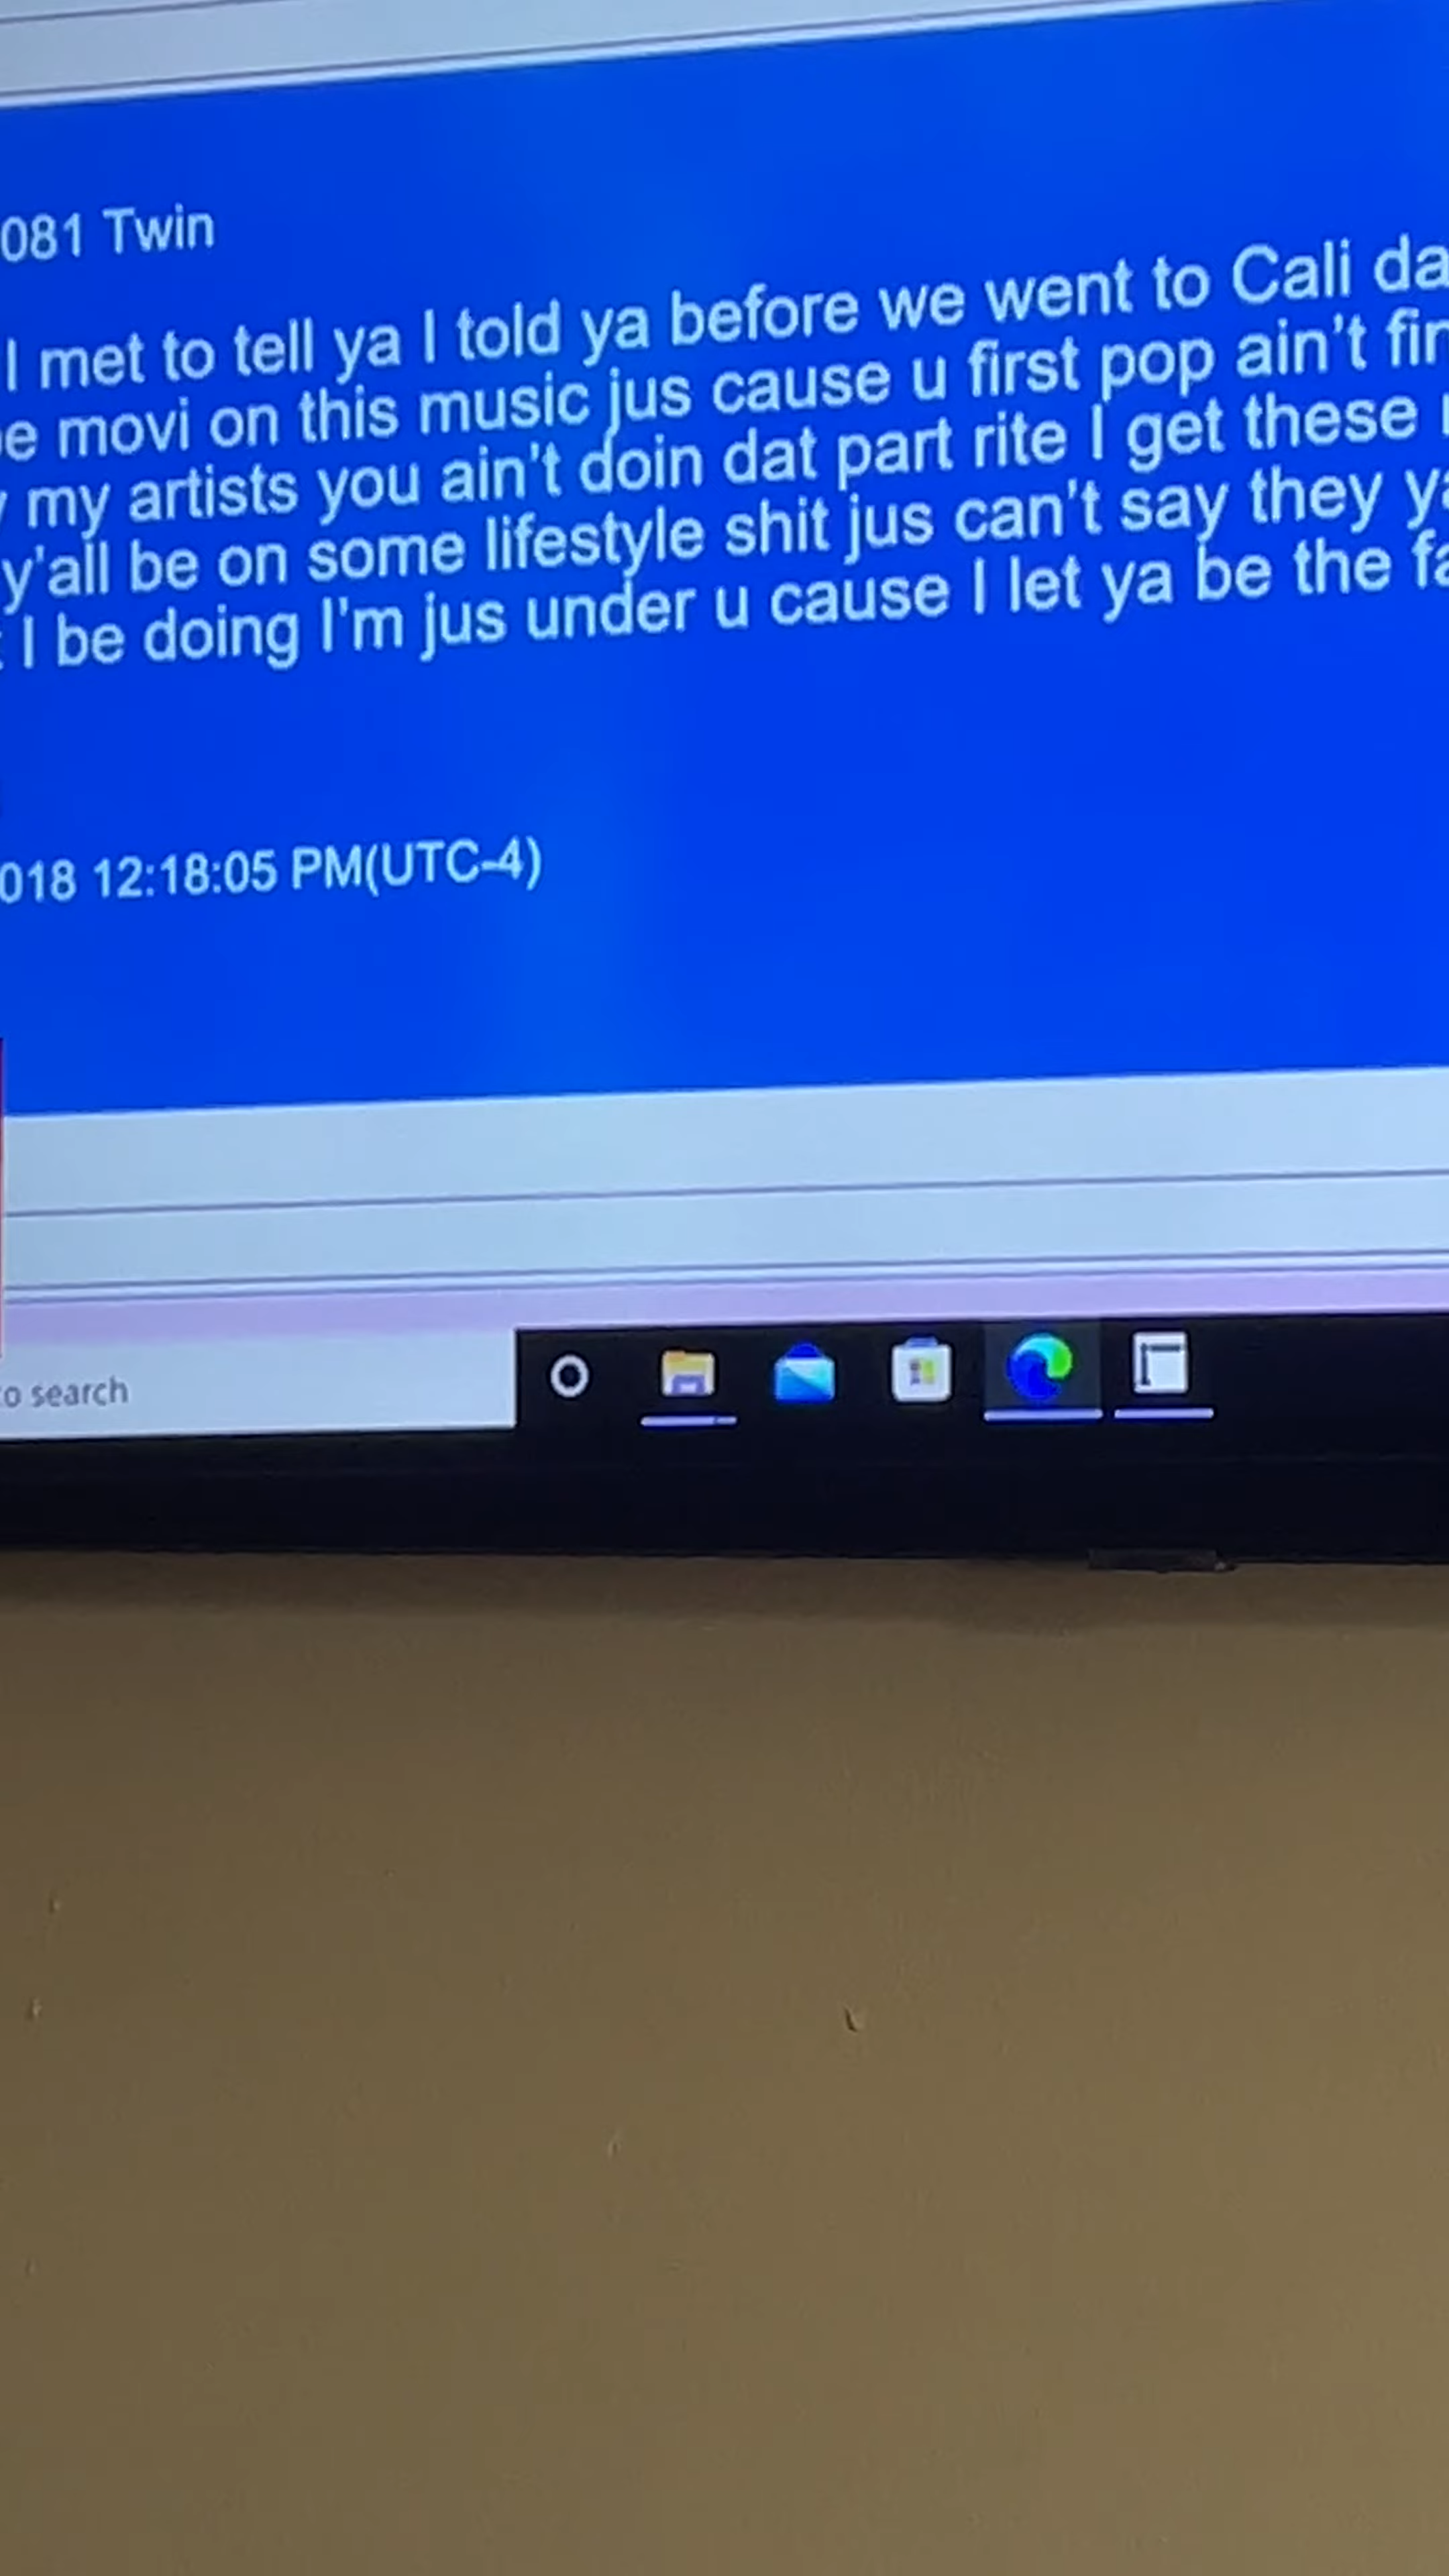 081 Twin
I met to tell ya I told ya before we went to Cali da
e movi on this music jus cause u first pop ain't fir
my artists you ain't doin dat part rite I get these
y'all be on some lifestyle shit jus can't say they ya
I be doing I'm jus under u cause I let ya be the fa
018 12:18:05 PM(UTC-4)
o search